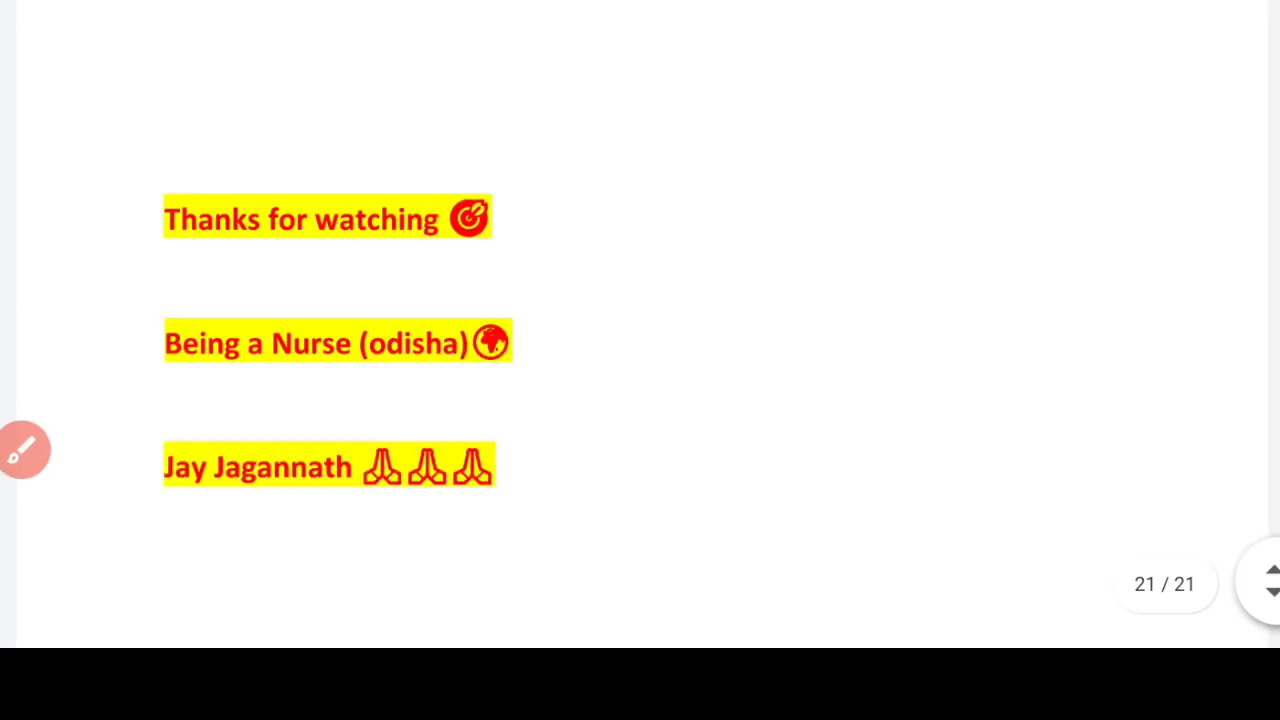 Thanks for watching 🎯
Being a Nurse (odisha)🌍
Jay Jagannath 🙏🙏🙏
21 / 21